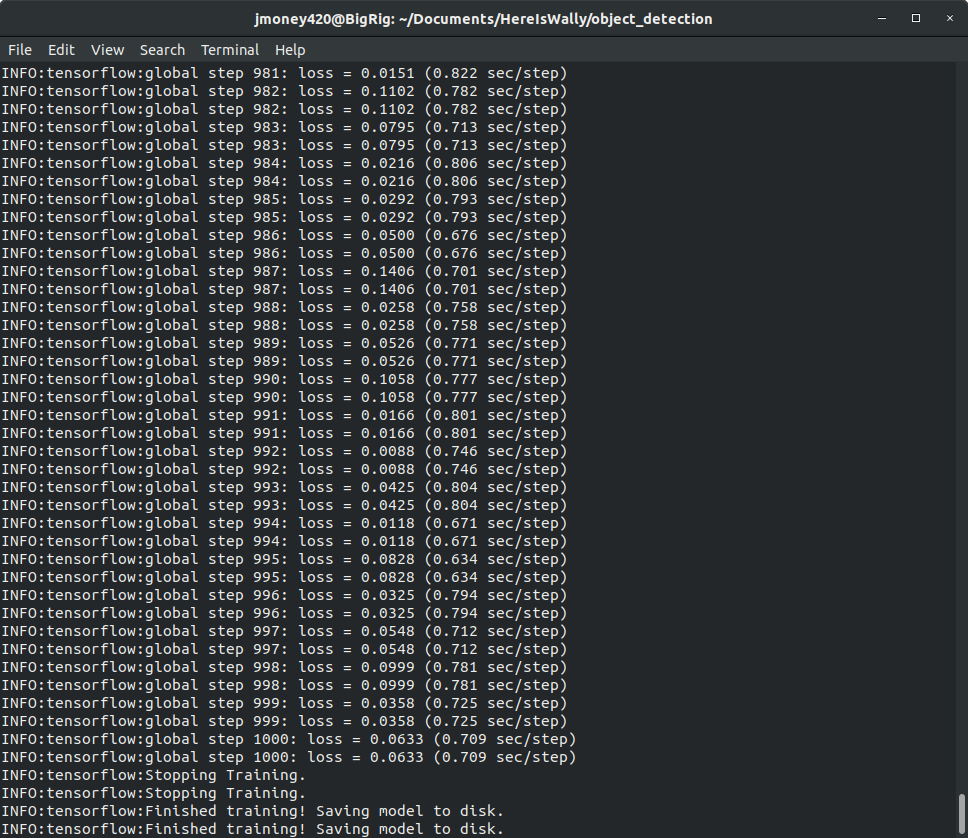 jmoney420@BigRig: ~/Documents/HereIsWally/object_detection
File Edit View Search Terminal Help
INFO:tensorflow:global step 981: loss = 0.0151 (0.822 sec/step)
INFO:tensorflow:global step 982: loss = 0.1102 (0.782 sec/step)
INFO:tensorflow:global step 982: loss = 0.1102 (0.782 sec/step)
INFO:tensorflow:global step 983: loss = 0.0795 (0.713 sec/step)
INFO:tensorflow:global step 983: loss = 0.0795 (0.713 sec/step)
INFO:tensorflow:global step 984: loss = 0.0216 (0.806 sec/step)
INFO:tensorflow:global step 984: loss = 0.0216 (0.806 sec/step)
INFO:tensorflow:global step 985: loss = 0.0292 (0.793 sec/step)
INFO:tensorflow:global step 985: loss = 0.0292 (0.793 sec/step)
INFO:tensorflow:global step 986: loss = 0.0500 (0.676 sec/step)
INFO:tensorflow:global step 986: loss = 0.0500 (0.676 sec/step)
INFO:tensorflow:global step 987: loss = 0.1406 (0.701 sec/step)
INFO:tensorflow:global step 987: loss = 0.1406 (0.701 sec/step)
INFO:tensorflow:global step 988: loss = 0.0258 (0.758 sec/step)
INFO:tensorflow:global step 988: loss = 0.0258 (0.758 sec/step)
INFO:tensorflow:global step 989: loss = 0.0526 (0.771 sec/step)
INFO:tensorflow:global step 989: loss = 0.0526 (0.771 sec/step)
INFO:tensorflow:global step 990: loss = 0.1058 (0.777 sec/step)
INFO:tensorflow:global step 990: loss = 0.1058 (0.777 sec/step)
INFO:tensorflow:global step 991: loss = 0.0166 (0.801 sec/step)
INFO:tensorflow:global step 991: loss = 0.0166 (0.801 sec/step)
INFO:tensorflow:global step 992: loss = 0.0088 (0.746 sec/step)
INFO:tensorflow:global step 992: loss = 0.0088 (0.746 sec/step)
INFO:tensorflow:global step 993: loss = 0.0425 (0.804 sec/step)
INFO:tensorflow:global step 993: loss = 0.0425 (0.804 sec/step)
INFO:tensorflow:global step 994: loss = 0.0118 (0.671 sec/step)
INFO:tensorflow:global step 994: loss = 0.0118 (0.671 sec/step)
INFO:tensorflow:global step 995: loss = 0.0828 (0.634 sec/step)
INFO:tensorflow:global step 995: loss = 0.0828 (0.634 sec/step)
INFO:tensorflow:global step 996: loss = 0.0325 (0.794 sec/step)
INFO:tensorflow:global step 996: loss = 0.0325 (0.794 sec/step)
INFO:tensorflow:global step 997: loss = 0.0548 (0.712 sec/step)
INFO:tensorflow:global step 997: loss = 0.0548 (0.712 sec/step)
INFO:tensorflow:global step 998: loss = 0.0999 (0.781 sec/step)
INFO:tensorflow:global step 998: loss = 0.0999 (0.781 sec/step)
INFO:tensorflow:global step 999: loss = 0.0358 (0.725 sec/step)
INFO:tensorflow:global step 999: loss = 0.0358 (0.725 sec/step)
INFO:tensorflow:global step 1000: loss = 0.0633 (0.709 sec/step)
INFO:tensorflow:global step 1000: loss = 0.0633 (0.709 sec/step)
INFO:tensorflow:Stopping Training.
INFO:tensorflow:Stopping Training.
INFO:tensorflow:Finished training! Saving model to disk.
INFO:tensorflow:Finished training! Saving model to disk.